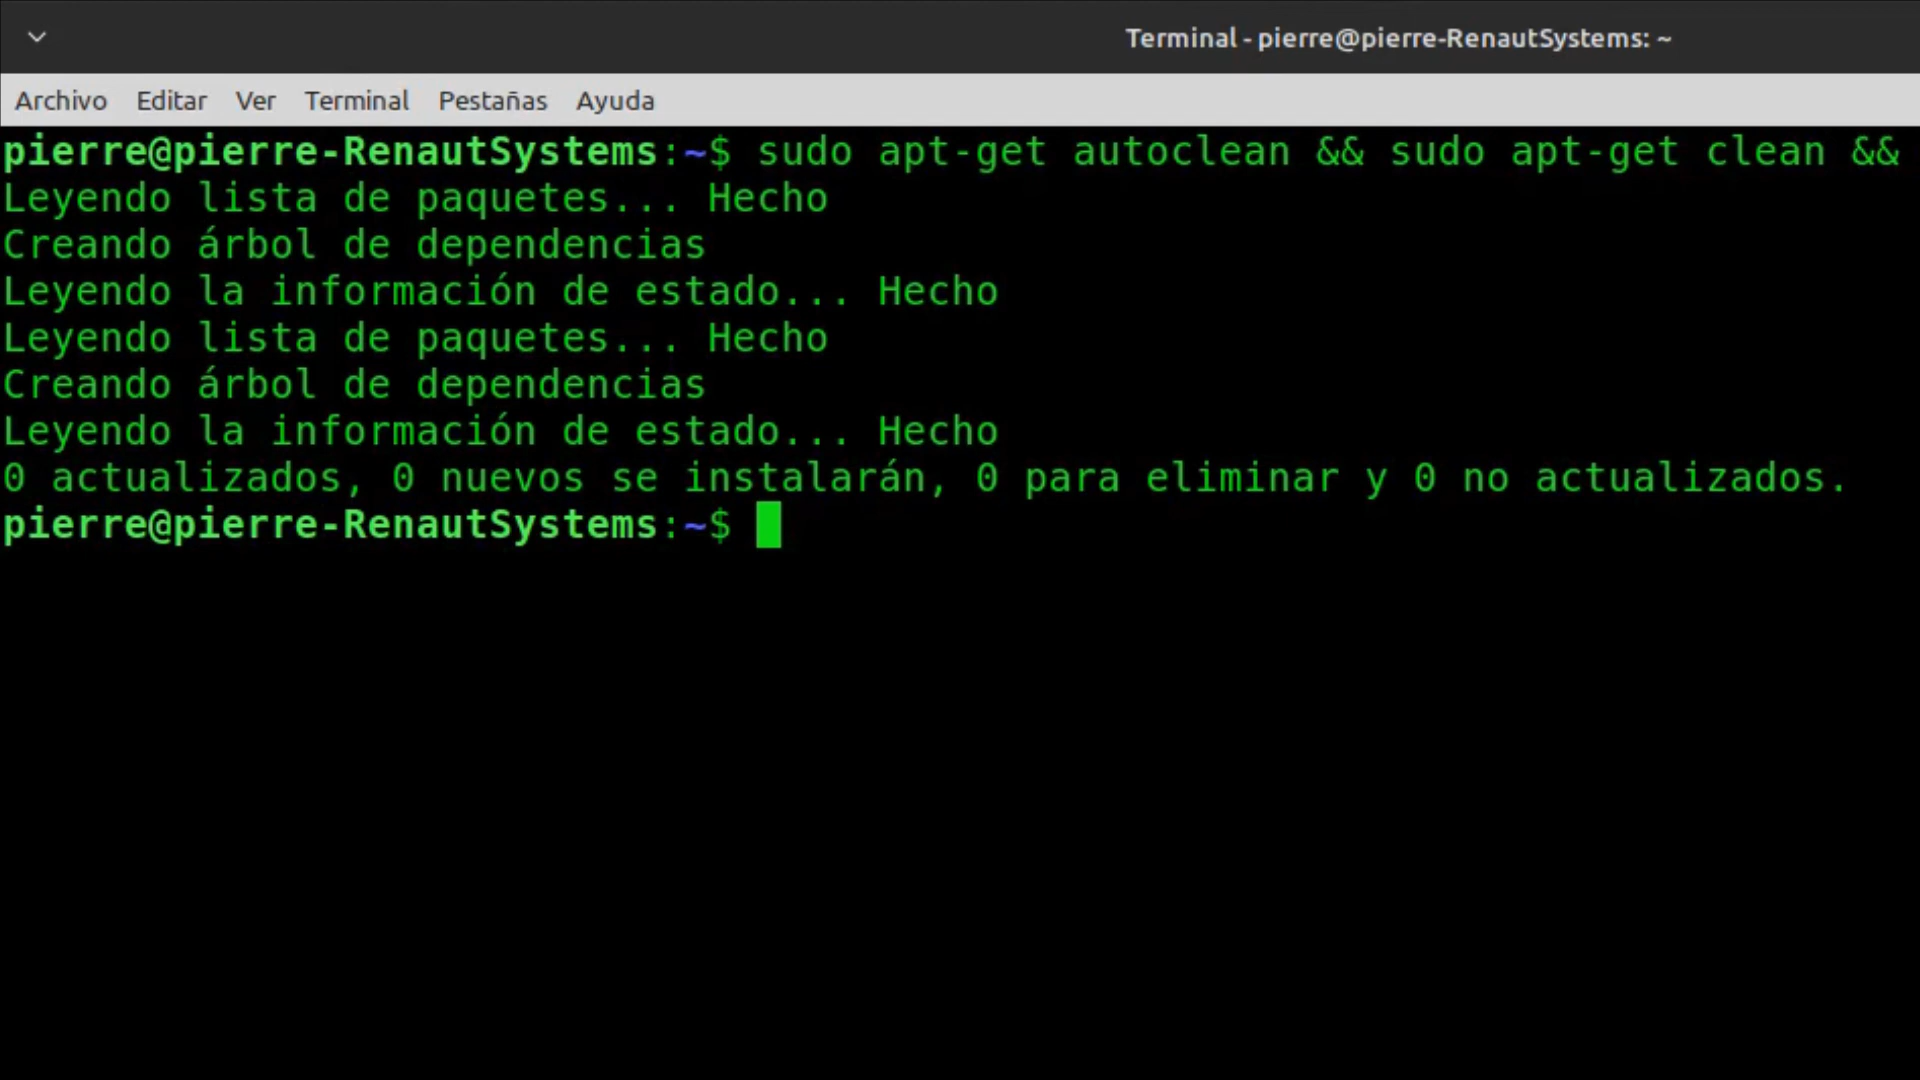 Terminal - pierre@pierre-RenautSystems: ~
Archivo Editar Ver Terminal Pestañas Ayuda
pierre@pierre-RenautSystems:~$ sudo apt-get autoclean && sudo apt-get clean &&
Leyendo lista de paquetes... Hecho
Creando árbol de dependencias
Leyendo la información de estado... Hecho
Leyendo lista de paquetes... Hecho
Creando árbol de dependencias
Leyendo la información de estado... Hecho
0 actualizados, 0 nuevos se instalarán, 0 para eliminar y 0 no actualizados.
pierre@pierre-RenautSystems:~$